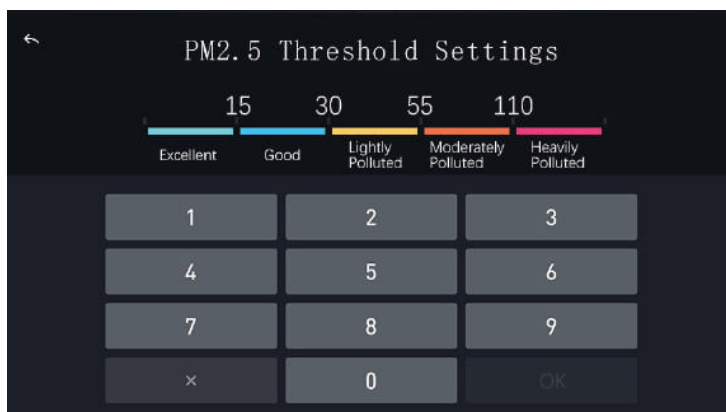 PM2.5 Threshold Settings
15 30 55 110
Excellent Good Lightly Polluted Moderately Polluted Heavily Polluted
1 2 3
4 5 6
7 8 9
× 0 OK